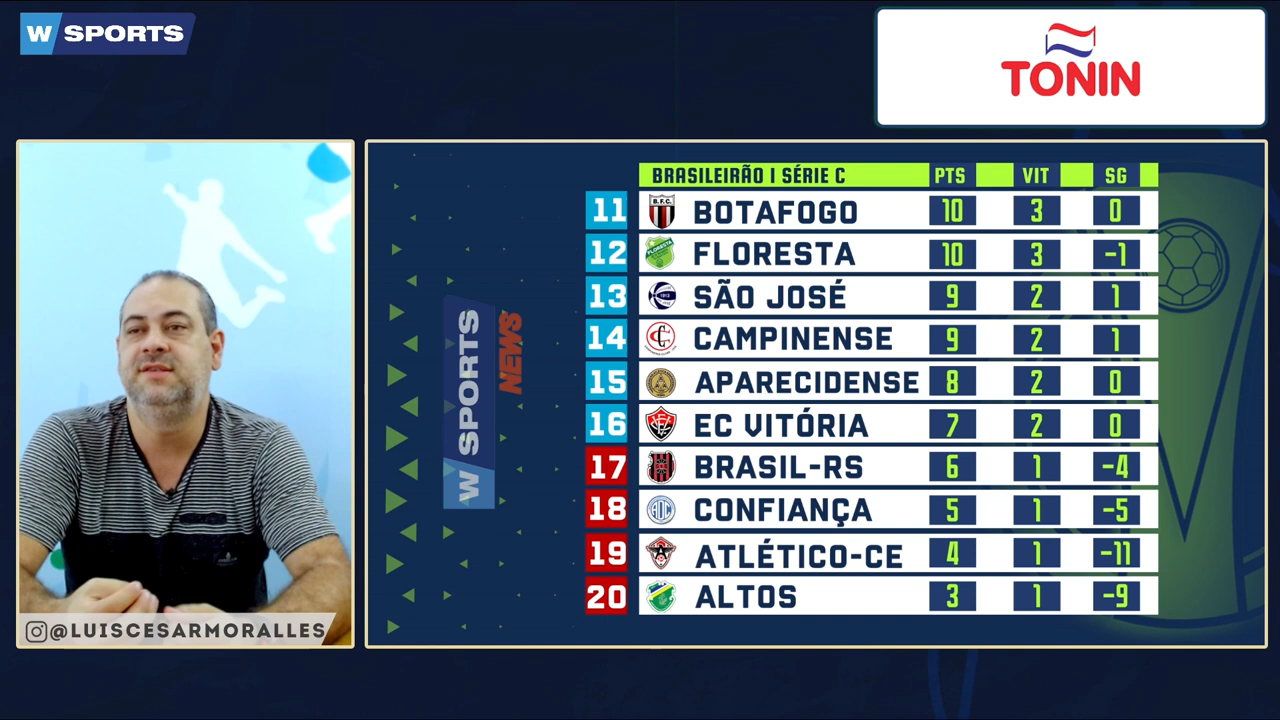 W SPORTS
TONIN
BRASILEIRÃO I SÉRIE C PTS VIT SG
11 B.F.C. BOTAFOGO 10 3 0
12 FLORESTA FLORESTA 10 3 -1
13 1913 SÃO JOSÉ 9 2 1
14 CAMPINENSE 9 2 1
15 APARECIDENSE 8 2 0
16 EC VITÓRIA 7 2 0
17 BRASIL-RS 6 1 -4
18 ADC CONFIANÇA 5 1 -5
19 ATLÉTICO-CE 4 1 -11
20 ALTOS 3 1 -9
W SPORTS
NEWS
@LUISCESARMORALLES